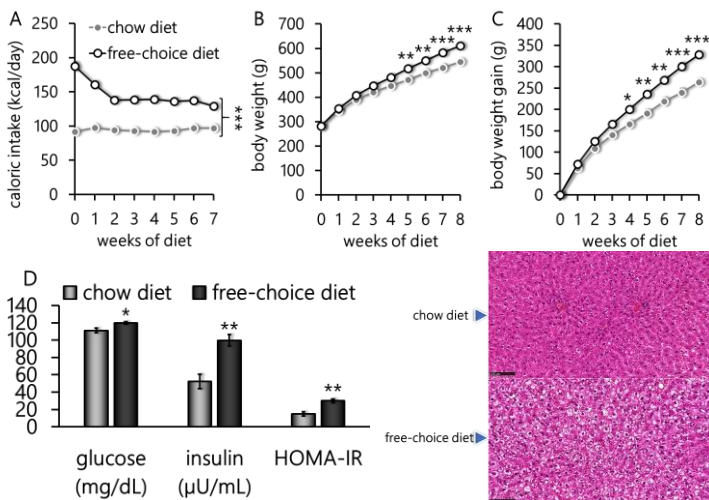 A
chow diet
free-choice diet
caloric intake (kcal/day)
250
200
150
100
50
0
***
0 1 2 3 4 5 6 7
weeks of diet
B
body weight (g)
700
600
500
400
300
200
100
0
** ** *** ***
0 1 2 3 4 5 6 7 8
weeks of diet
C
body weight gain (g)
400
350
300
250
200
150
100
50
0
* ** ** *** ***
0 1 2 3 4 5 6 7 8
weeks of diet
D
chow diet free-choice diet
120
100
80
60
40
20
0
* ** **
glucose insulin HOMA-IR
(mg/dL) (µU/mL)
chow diet
free-choice diet